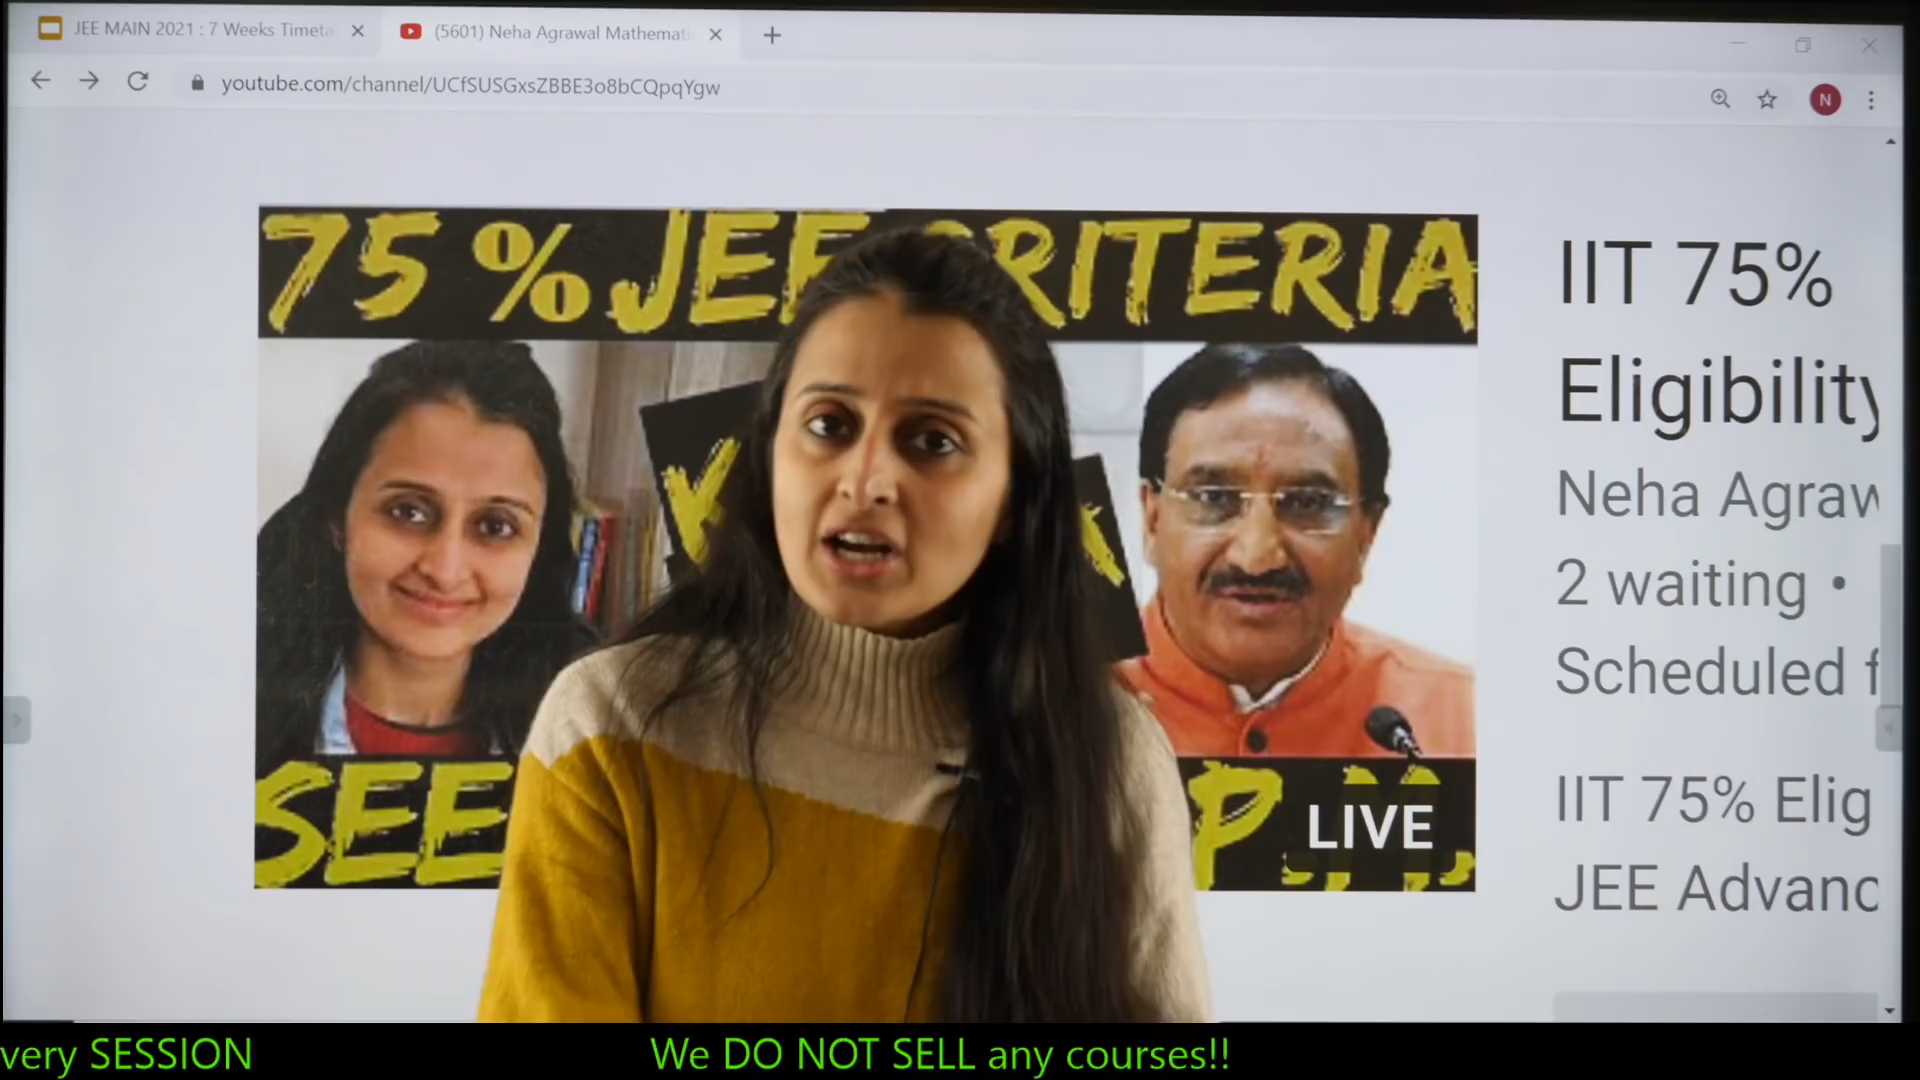 JEE MAIN 2021 : 7 Weeks Timeta
(5601) Neha Agrawal Mathemati
youtube.com/channel/UCfSUSGxsZBBE3o8bCQpqYgw
N
75 % JEE CRITERIA
SEE
P.M.
LIVE
IIT 75%
Eligibility
Neha Agraw
2 waiting •
Scheduled f
IIT 75% Elig
JEE Advanc
very SESSION
We DO NOT SELL any courses!!